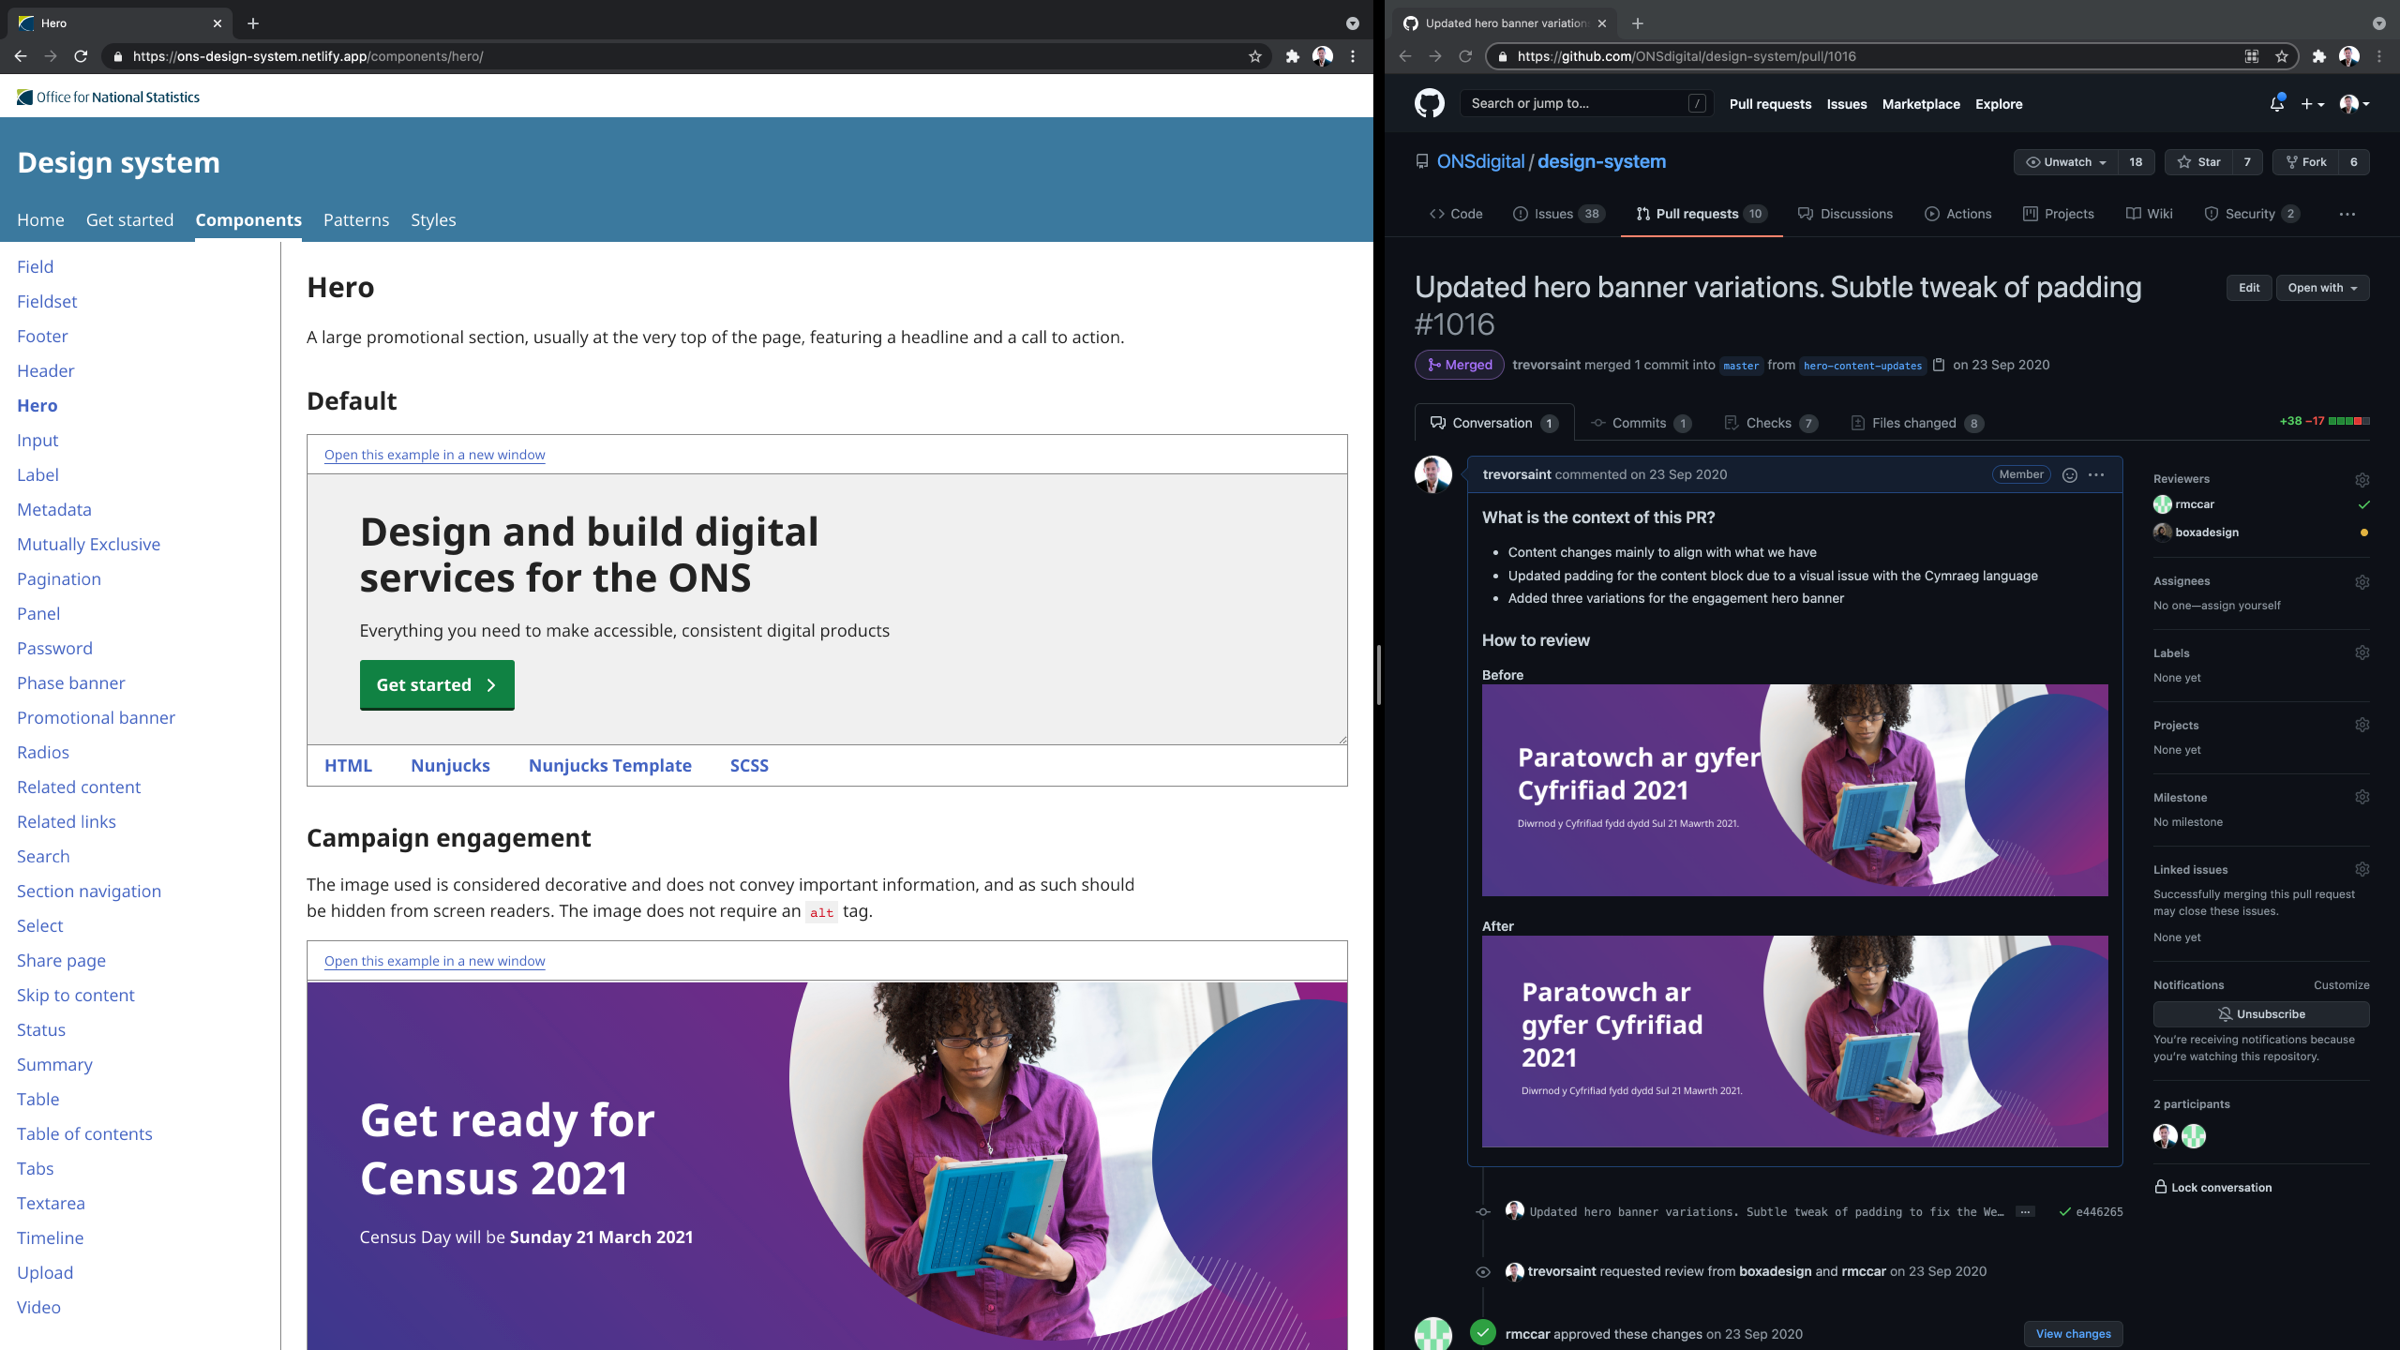 Hero
https://ons-design-system.netlify.app/components/hero/
Office for National Statistics
Design system
Home
Get started
Components
Patterns
Styles
Field
Fieldset
Footer
Header
Hero
Input
Label
Metadata
Mutually Exclusive
Pagination
Panel
Password
Phase banner
Promotional banner
Radios
Related content
Related links
Search
Section navigation
Select
Share page
Skip to content
Status
Summary
Table
Table of contents
Tabs
Textarea
Timeline
Upload
Video
Hero
A large promotional section, usually at the very top of the page, featuring a headline and a call to action.
Default
Open this example in a new window
Design and build digital
services for the ONS
Everything you need to make accessible, consistent digital products
Get started
HTML
Nunjucks
Nunjucks Template
SCSS
Campaign engagement
The image used is considered decorative and does not convey important information, and as such should
be hidden from screen readers. The image does not require an alt tag.
Open this example in a new window
Get ready for
Census 2021
Census Day will be Sunday 21 March 2021
Updated hero banner variation
https://github.com/ONSdigital/design-system/pull/1016
Search or jump to...
/
Pull requests
Issues
Marketplace
Explore
ONSdigital / design-system
Unwatch 18
Star 7
Fork 6
Code
Issues 38
Pull requests 10
Discussions
Actions
Projects
Wiki
Security 2
Updated hero banner variations. Subtle tweak of padding
#1016
Edit
Open with
Merged
trevorsaint merged 1 commit into master from hero-content-updates on 23 Sep 2020
Conversation 1
Commits 1
Checks 7
Files changed 8
+38 −17
trevorsaint commented on 23 Sep 2020
Member
What is the context of this PR?
• Content changes mainly to align with what we have
• Updated padding for the content block due to a visual issue with the Cymraeg language
• Added three variations for the engagement hero banner
How to review
Before
Paratowch ar gyfer
Cyfrifiad 2021
Diwrnod y Cyfrifiad fydd dydd Sul 21 Mawrth 2021.
After
Paratowch ar
gyfer Cyfrifiad
2021
Diwrnod y Cyfrifiad fydd dydd Sul 21 Mawrth 2021.
Updated hero banner variations. Subtle tweak of padding to fix the We…
e446265
trevorsaint requested review from boxadesign and rmccar on 23 Sep 2020
rmccar approved these changes on 23 Sep 2020
View changes
Reviewers
rmccar
boxadesign
Assignees
No one—assign yourself
Labels
None yet
Projects
None yet
Milestone
No milestone
Linked issues
Successfully merging this pull request
may close these issues.
None yet
Notifications
Customize
Unsubscribe
You're receiving notifications because
you're watching this repository.
2 participants
Lock conversation